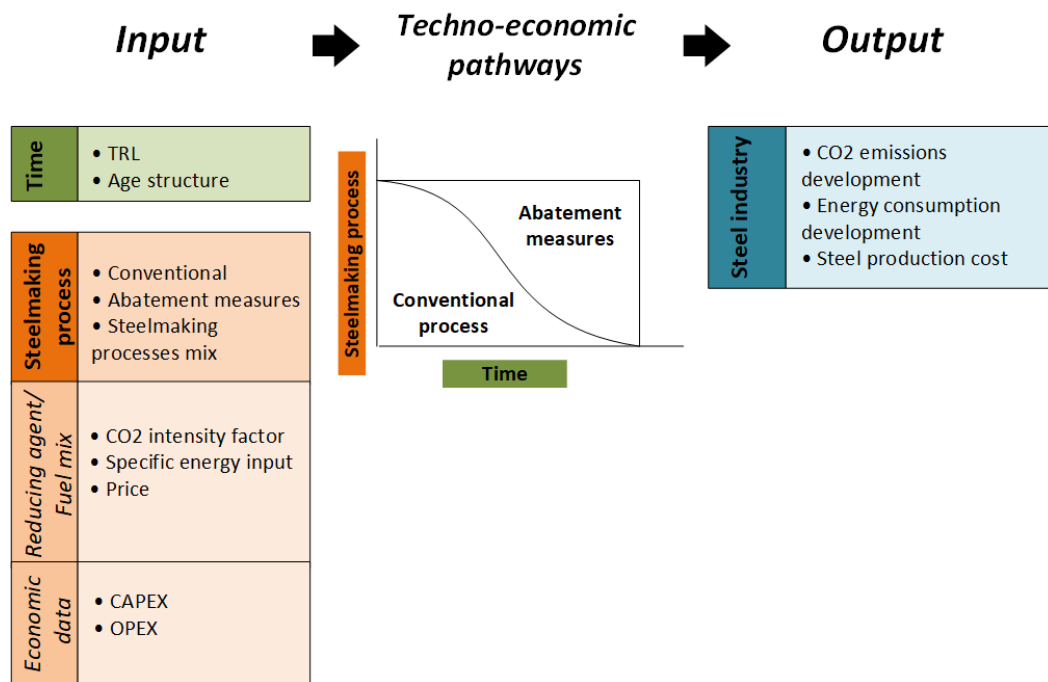 Input
Techno-economic
pathways
Output
Time
• TRL
• Age structure
Steelmaking
process
• Conventional
• Abatement measures
• Steelmaking
processes mix
Reducing agent/
Fuel mix
• CO2 intensity factor
• Specific energy input
• Price
Economic
data
• CAPEX
• OPEX
Steelmaking process
Abatement
measures
Conventional
process
Time
Steel industry
• CO2 emissions
development
• Energy consumption
development
• Steel production cost